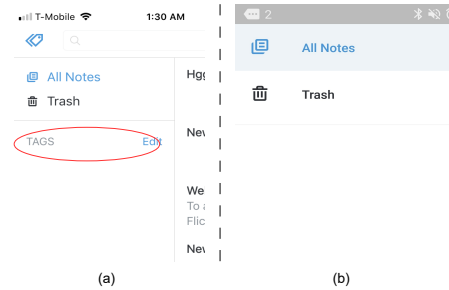 T-Mobile 1:30 AM
All Notes
Trash
TAGS Edit
Hgg
New
We
To a
Flic
New
(a)
2
All Notes
Trash
(b)